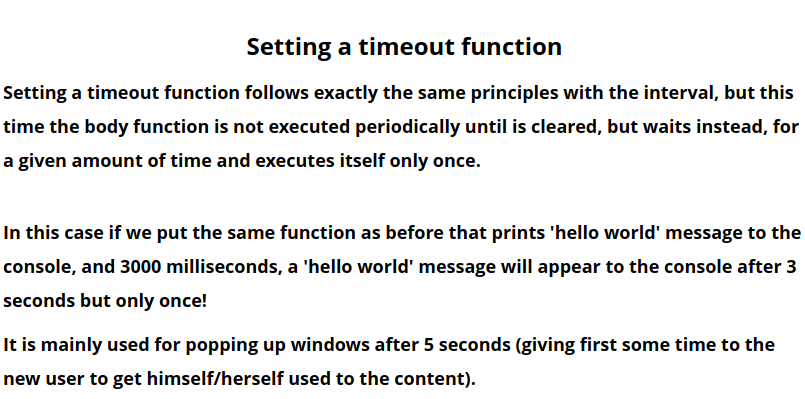 Setting a timeout function
Setting a timeout function follows exactly the same principles with the interval, but this
time the body function is not executed periodically until is cleared, but waits instead, for
a given amount of time and executes itself only once.
In this case if we put the same function as before that prints 'hello world' message to the
console, and 3000 milliseconds, a 'hello world' message will appear to the console after 3
seconds but only once!
It is mainly used for popping up windows after 5 seconds (giving first some time to the
new user to get himself/herself used to the content).